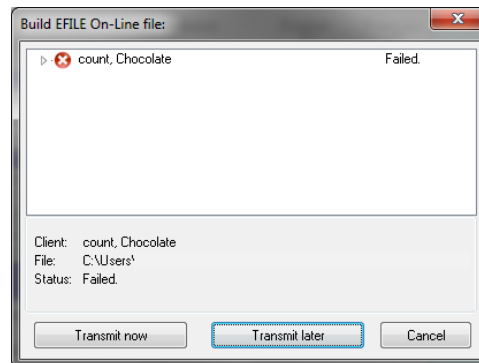 Build EFILE On-Line file:
count, Chocolate Failed.
Client: count, Chocolate
File: C:\Users\
Status: Failed.
Transmit now Transmit later Cancel